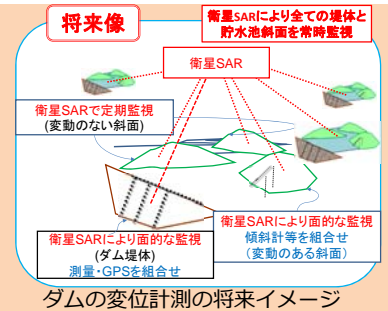 将来像
衛星SARにより全ての堤体と
貯水池斜面を常時監視
衛星SAR
衛星SARで定期監視
(変動のない斜面)
衛星SARにより面的な監視
(ダム堤体)
測量・GPSを組合せ
衛星SARにより面的な監視
傾斜計等を組合せ
(変動のある斜面)
ダムの変位計測の将来イメージ